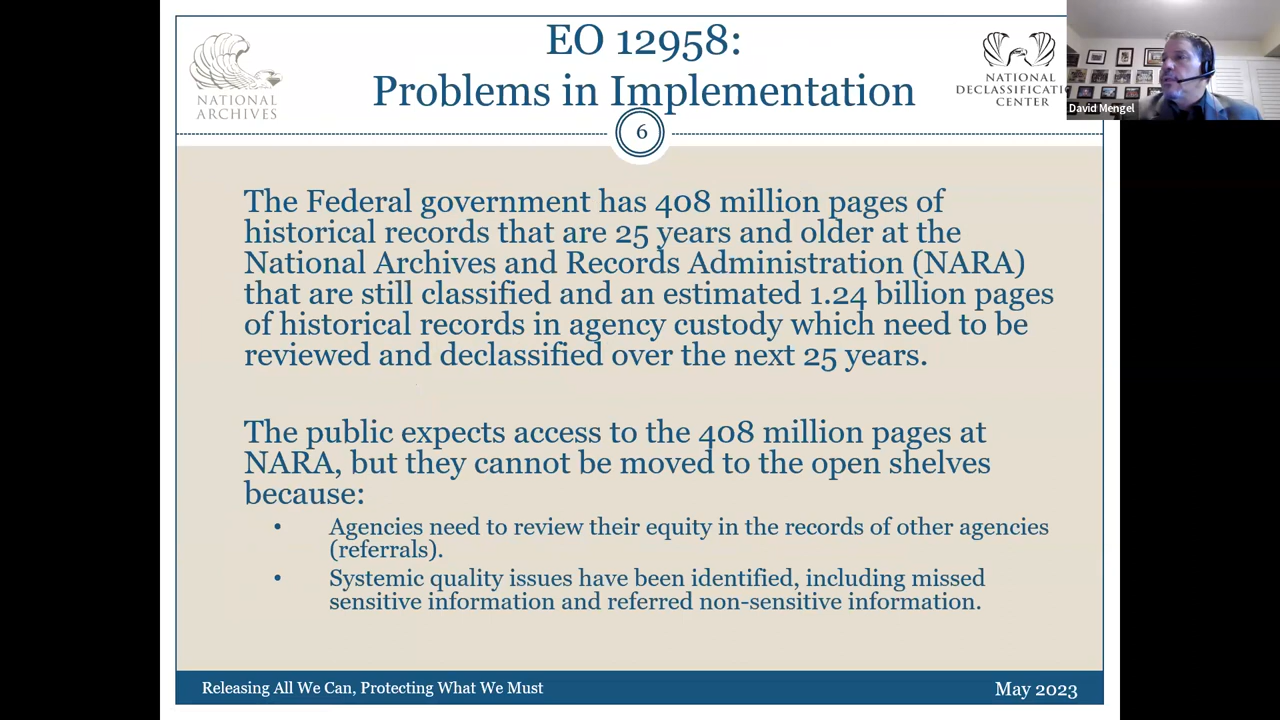 EO 12958:
Problems in Implementation
NATIONAL
ARCHIVES
NATIONAL
CENTER
David Mengel
6
The Federal government has 408 million pages of
historical records that are 25 years and older at the
National Archives and Records Administration (NARA)
that are still classified and an estimated 1.24 billion pages
of historical records in agency custody which need to be
reviewed and declassified over the next 25 years.
The public expects access to the 408 million pages at
NARA, but they cannot be moved to the open shelves
because:
• Agencies need to review their equity in the records of other agencies
(referrals).
• Systemic quality issues have been identified, including missed
sensitive information and referred non-sensitive information.
Releasing All We Can, Protecting What We Must
May 2023